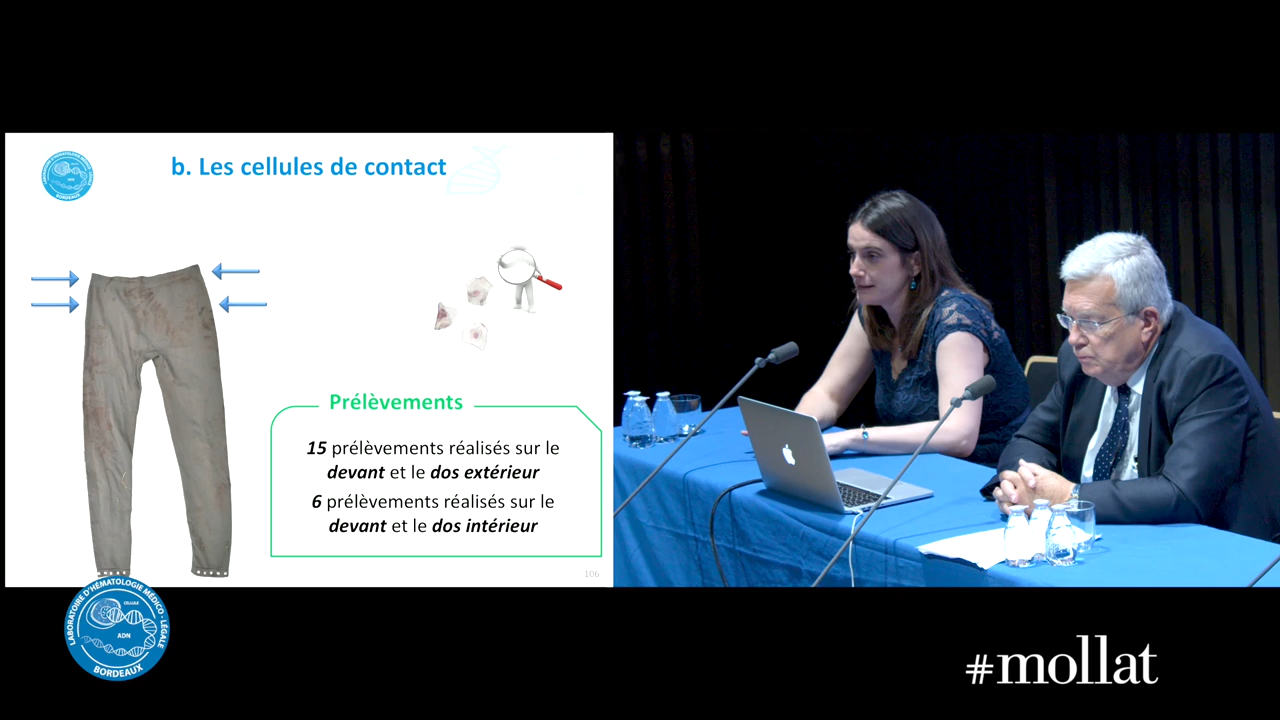 b. Les cellules de contact
Prélèvements
15 prélèvements réalisés sur le
devant et le dos extérieur
6 prélèvements réalisés sur le
devant et le dos intérieur
106
LABORATOIRE D'HÉMATOLOGIE MÉDICO-LÉGALE
CELLULE
ADN
BORDEAUX
#mollat